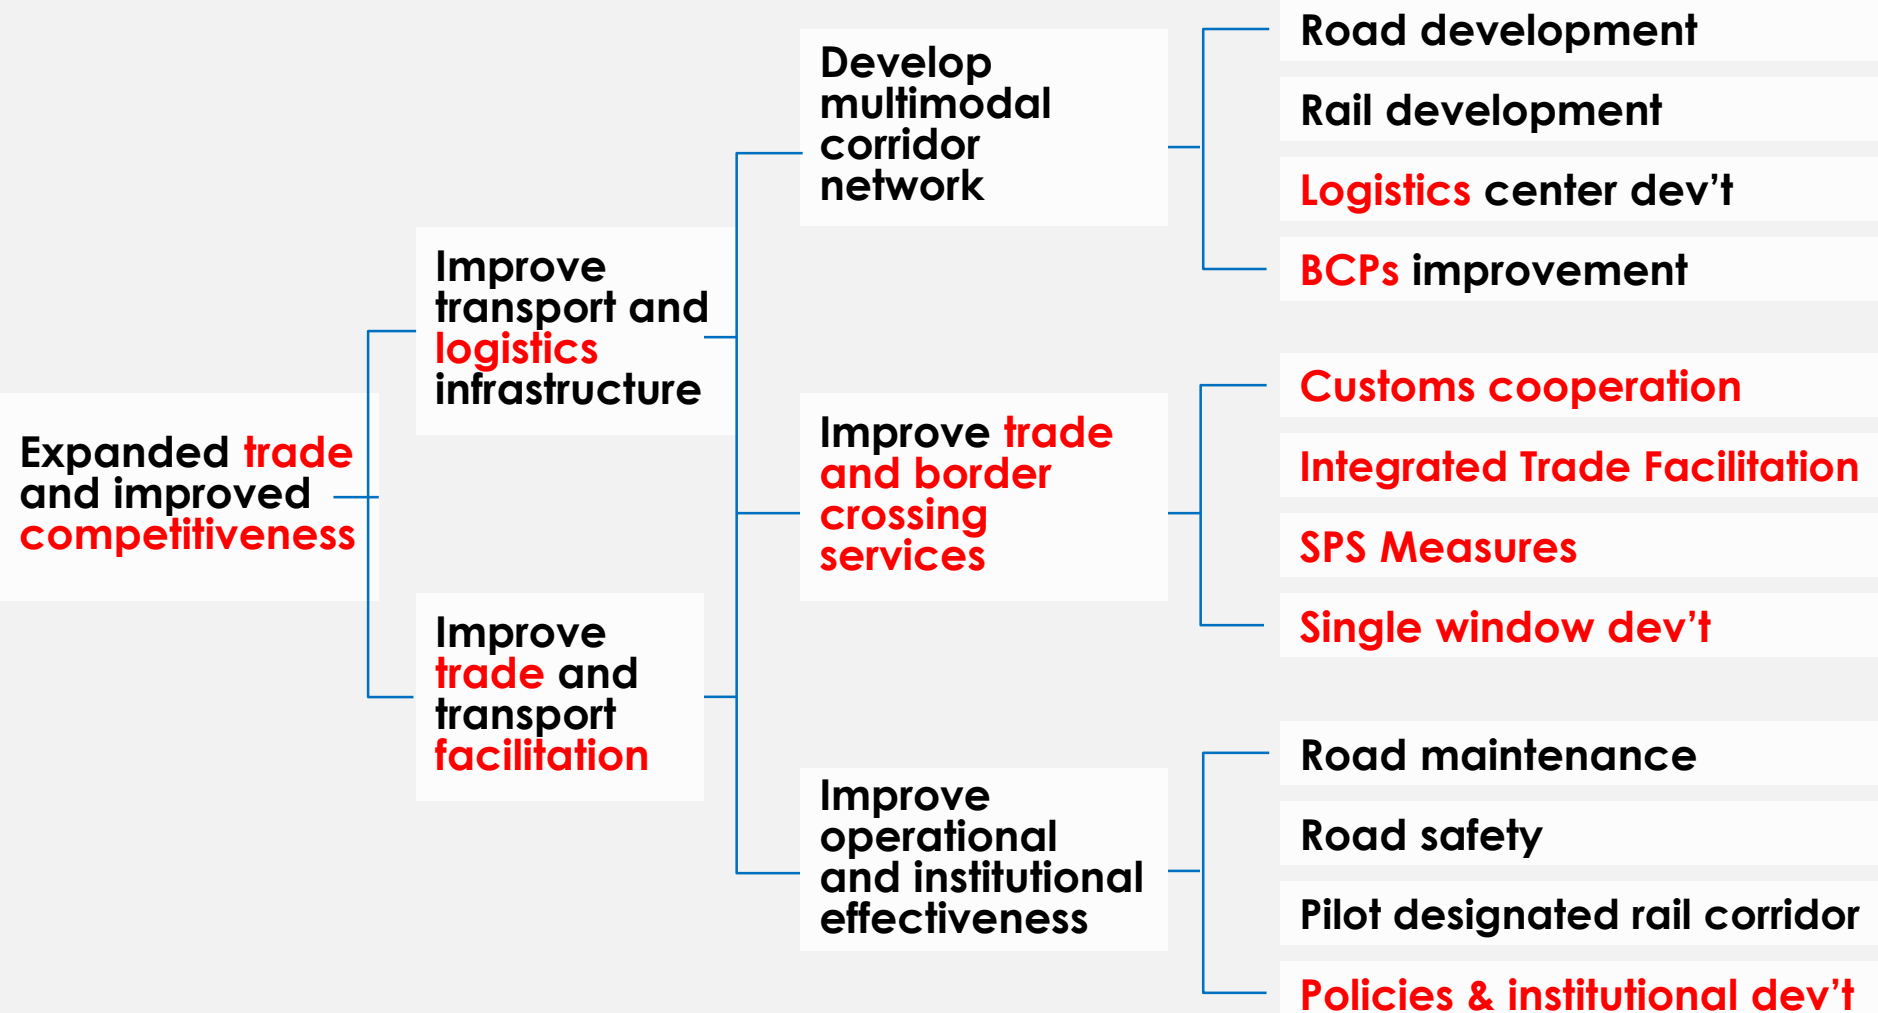 Expanded trade
and improved
competitiveness
Improve
transport and
logistics
infrastructure
Improve
trade and
transport
facilitation
Develop
multimodal
corridor
network
Improve trade
and border
crossing
services
Improve
operational
and institutional
effectiveness
Road development
Rail development
Logistics center dev't
BCPs improvement
Customs cooperation
Integrated Trade Facilitation
SPS Measures
Single window dev't
Road maintenance
Road safety
Pilot designated rail corridor
Policies & institutional dev't